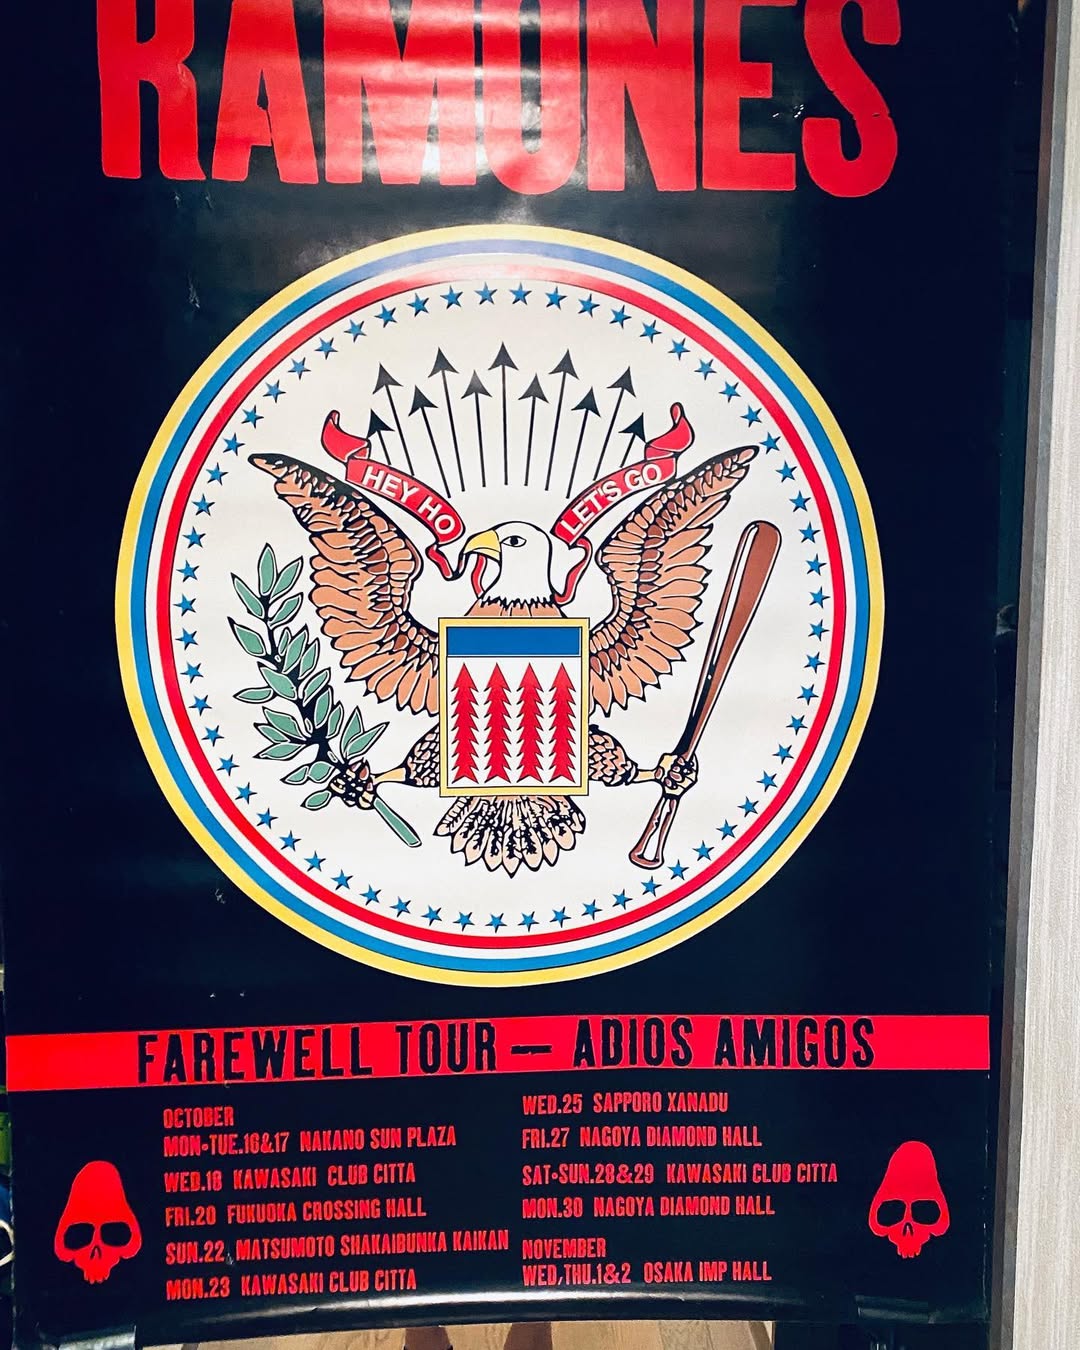 RAMONES
HEY HO
LET'S GO
FAREWELL TOUR — ADIOS AMIGOS
OCTOBER
MON•TUE.16&17 NAKANO SUN PLAZA
WED.18 KAWASAKI CLUB CITTA
FRI.20 FUKUOKA CROSSING HALL
SUN.22 MATSUMOTO SHAKAIBUNKA KAIKAN
MON.23 KAWASAKI CLUB CITTA
WED.25 SAPPORO XANADU
FRI.27 NAGOYA DIAMOND HALL
SAT•SUN.28&29 KAWASAKI CLUB CITTA
MON.30 NAGOYA DIAMOND HALL
NOVEMBER
WED,THU.1&2 OSAKA IMP HALL